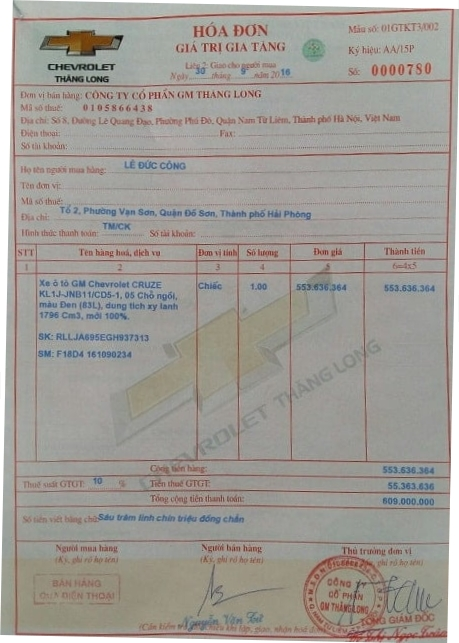 CHEVROLET
THĂNG LONG
HÓA ĐƠN
GIÁ TRỊ GIA TĂNG
Liên 2: Giao cho người mua
Ngày 30 tháng 9 năm 2016
Mẫu số: 01GTKT3/002
Ký hiệu: AA/15P
Số: 0000780
Đơn vị bán hàng: CÔNG TY CỔ PHẦN GM THĂNG LONG
Mã số thuế: 0 1 0 5 8 6 6 4 3 8
Địa chỉ: Số 8, Đường Lê Quang Đạo, Phường Phú Đô, Quận Nam Từ Liêm, Thành phố Hà Nội, Việt Nam
Điện thoại: Fax:
Số tài khoản:
Họ tên người mua hàng: LÊ ĐỨC CÔNG
Tên đơn vị:
Mã số thuế:
Địa chỉ: Tổ 2, Phường Vạn Sơn, Quận Đồ Sơn, Thành phố Hải Phòng
Hình thức thanh toán: TM/CK Số tài khoản:
STT Tên hàng hoá, dịch vụ Đơn vị tính Số lượng Đơn giá Thành tiền
1 2 3 4 5 6=4x5
Xe ô tô GM Chevrolet CRUZE Chiếc 1.00 553.636.364 553.636.364
KL1J-JNB11/CD5-1, 05 Chỗ ngồi,
màu Đen (83L), dung tích xy lanh
1796 Cm3, mới 100%.
SK: RLLJA695EGH937313
SM: F18D4 161090234
CHEVROLET THĂNG LONG
Cộng tiền hàng: 553.636.364
Thuế suất GTGT: 10 % Tiền thuế GTGT: 55.363.636
Tổng cộng tiền thanh toán: 609.000.000
Số tiền viết bằng chữ: Sáu trăm linh chín triệu đồng chẵn
Người mua hàng Người bán hàng Thủ trưởng đơn vị
(Ký, ghi rõ họ tên) (Ký, ghi rõ họ tên) (Ký, ghi rõ họ tên)
BÁN HÀNG
QUA ĐIỆN THOẠI
CÔNG TY
CỔ PHẦN
GM THĂNG LONG
TỔNG GIÁM ĐỐC
Nguyễn Văn
(Cần kiểm tra, đối chiếu khi lập, giao, nhận hoá đơn)